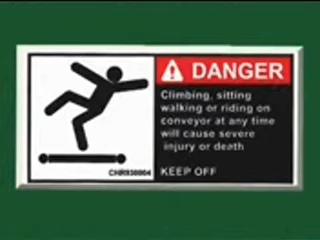 DANGER
Climbing, sitting
walking or riding on
conveyor at any time
will cause severe
injury or death
KEEP OFF
CHR930004